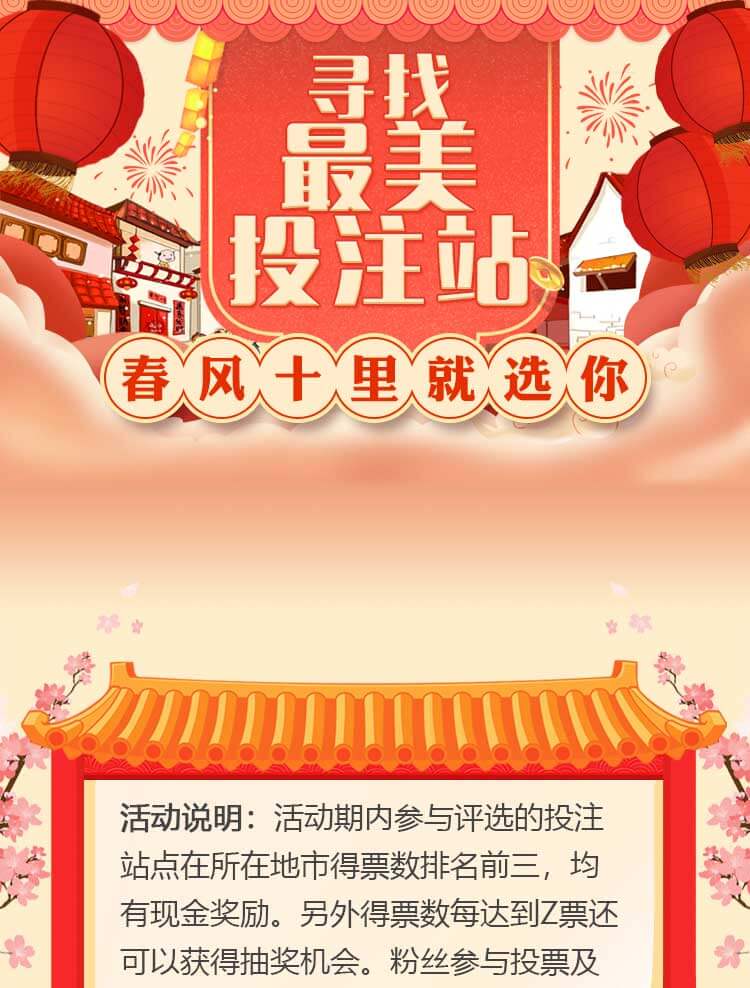 寻找
最美
投注站
春风十里就选你
活动说明：活动期内参与评选的投注
站点在所在地市得票数排名前三，均
有现金奖励。另外得票数每达到Z票还
可以获得抽奖机会。粉丝参与投票及